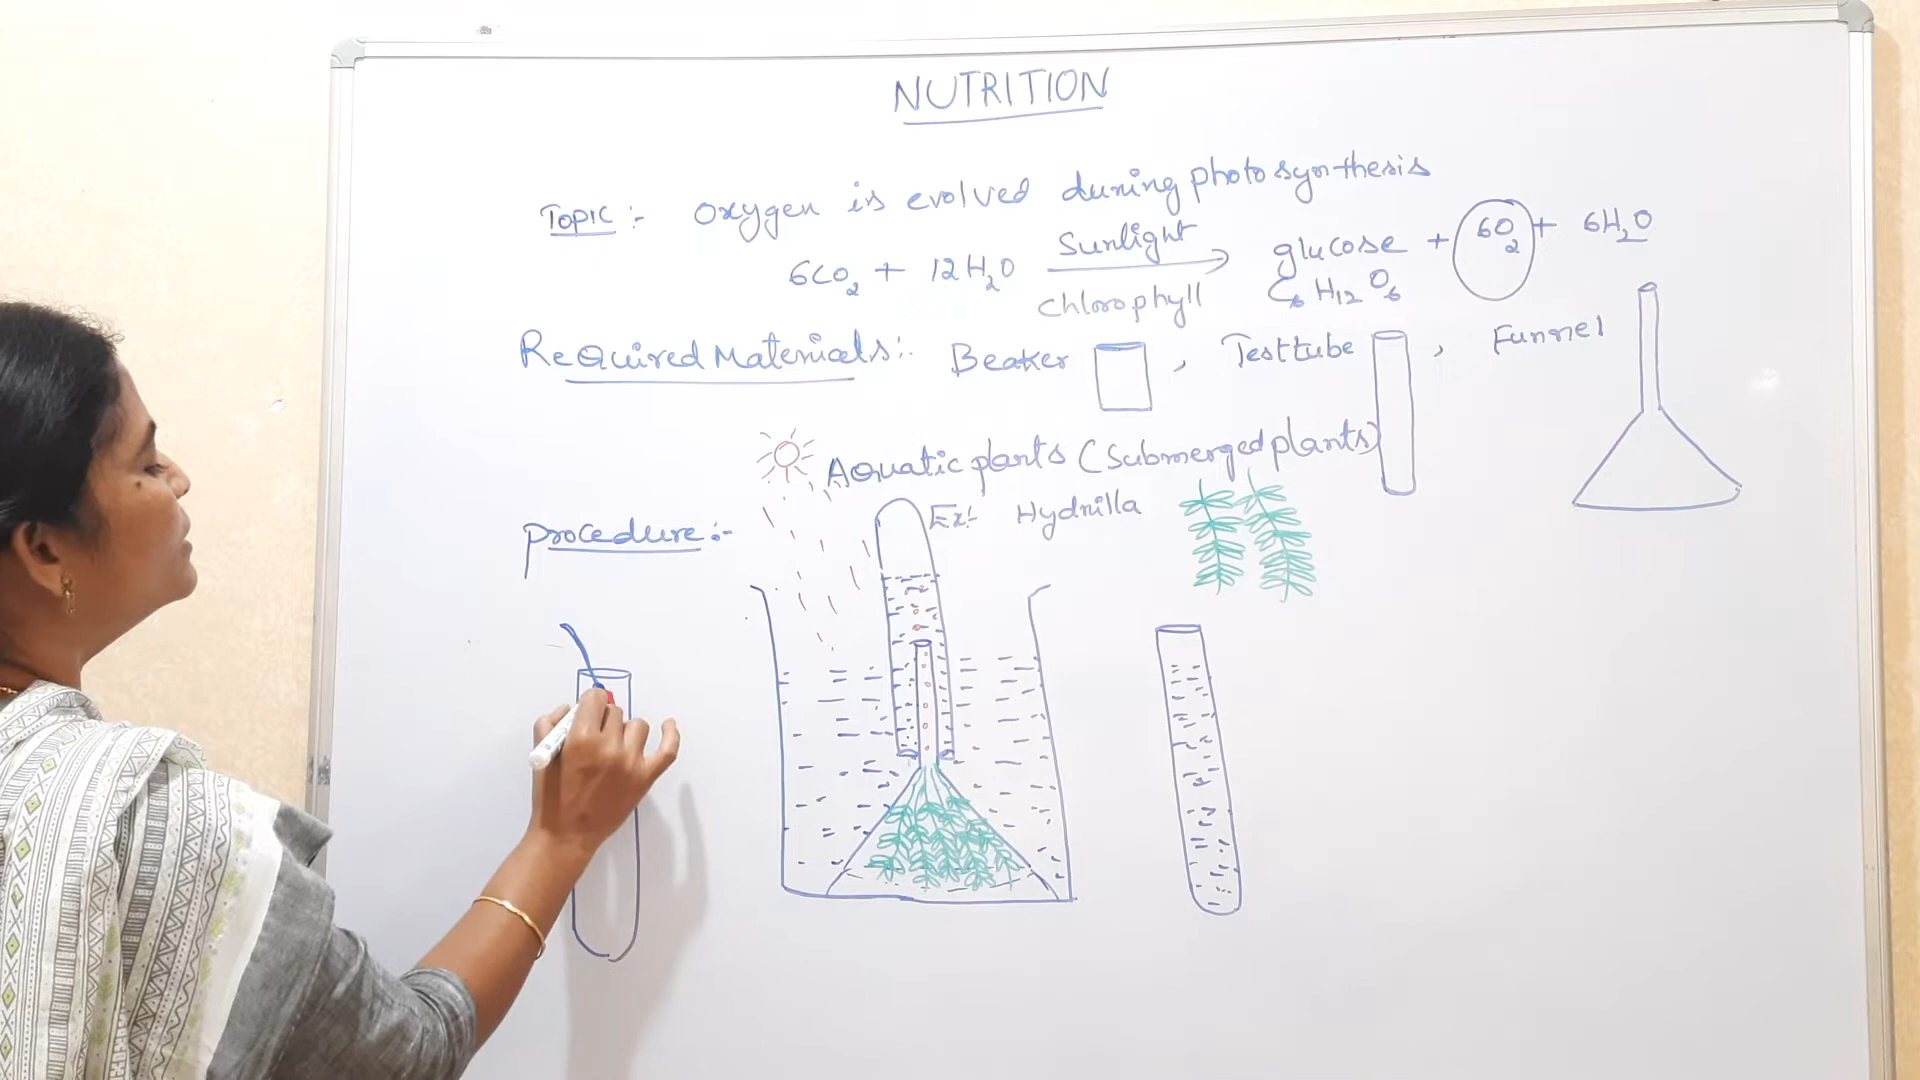 NUTRITION
Topic :- Oxygen is evolved during photosynthesis
6CO2 + 12H2O Sunlight Chlorophyll glucose C6H12O6 + 6O2 + 6H2O
Required Materials :- Beaker , Testtube , Funnel
Aquatic plants (Submerged plants)
Ex:- Hydrilla
Procedure :-